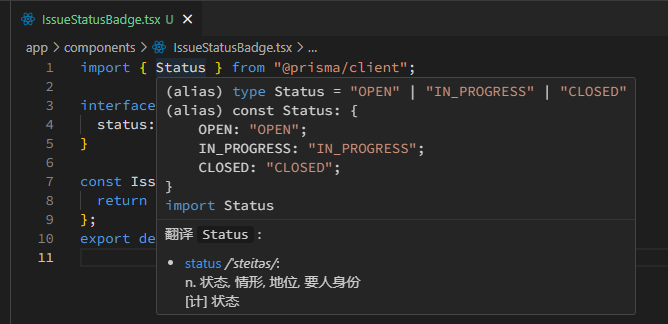 IssueStatusBadge.tsx U
app > components > IssueStatusBadge.tsx > ...
1 import { Status } from "@prisma/client";
2
3 interface
4 status:
5 }
6
7 const Iss
8 return
9 };
10 export de
11
(alias) type Status = "OPEN" | "IN_PROGRESS" | "CLOSED"
(alias) const Status: {
OPEN: "OPEN";
IN_PROGRESS: "IN_PROGRESS";
CLOSED: "CLOSED";
}
import Status
翻译 Status :
• status /'steitəs/:
n. 状态, 情形, 地位, 要人身份
[计] 状态